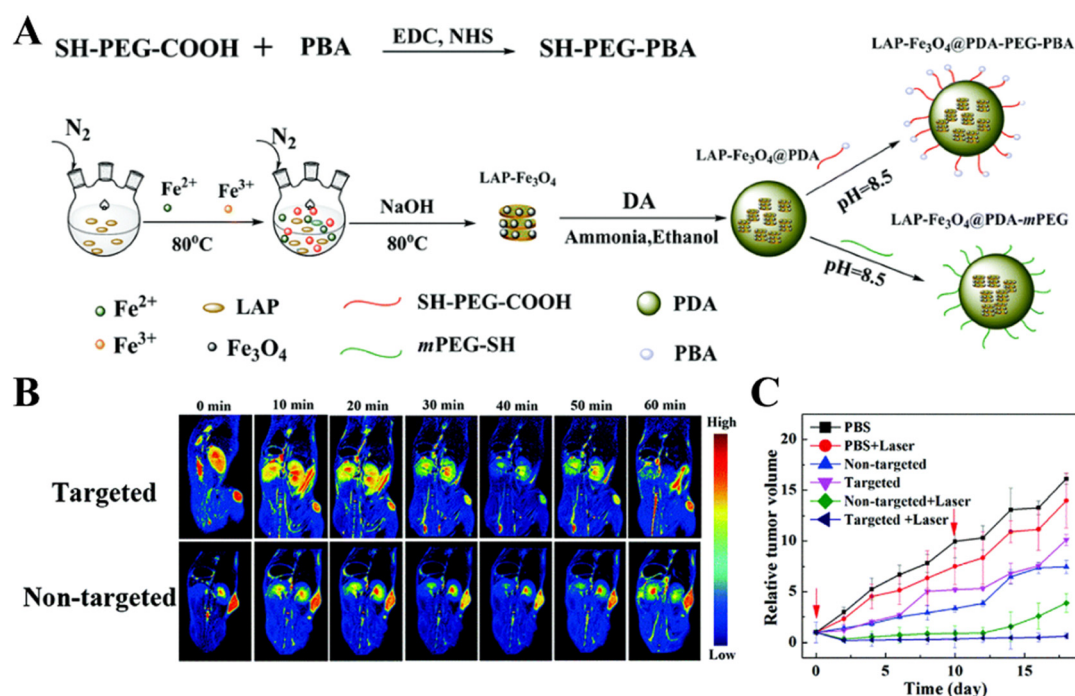 A
SH-PEG-COOH + PBA EDC, NHS SH-PEG-PBA
LAP-Fe₃O₄@PDA-PEG-PBA
N₂ N₂
Fe²⁺ Fe³⁺
80°C
NaOH
80°C
LAP-Fe₃O₄
DA
Ammonia,Ethanol
LAP-Fe₃O₄@PDA
pH=8.5
LAP-Fe₃O₄@PDA-mPEG
pH=8.5
Fe²⁺ LAP SH-PEG-COOH PDA
Fe³⁺ Fe₃O₄ mPEG-SH PBA
B
0 min 10 min 20 min 30 min 40 min 50 min 60 min
High
Targeted
Non-targeted
Low
C
PBS
PBS+Laser
Non-targeted
Targeted
Non-targeted+Laser
Targeted +Laser
Relative tumor volume
20
15
10
5
0
0 5 10 15
Time (day)